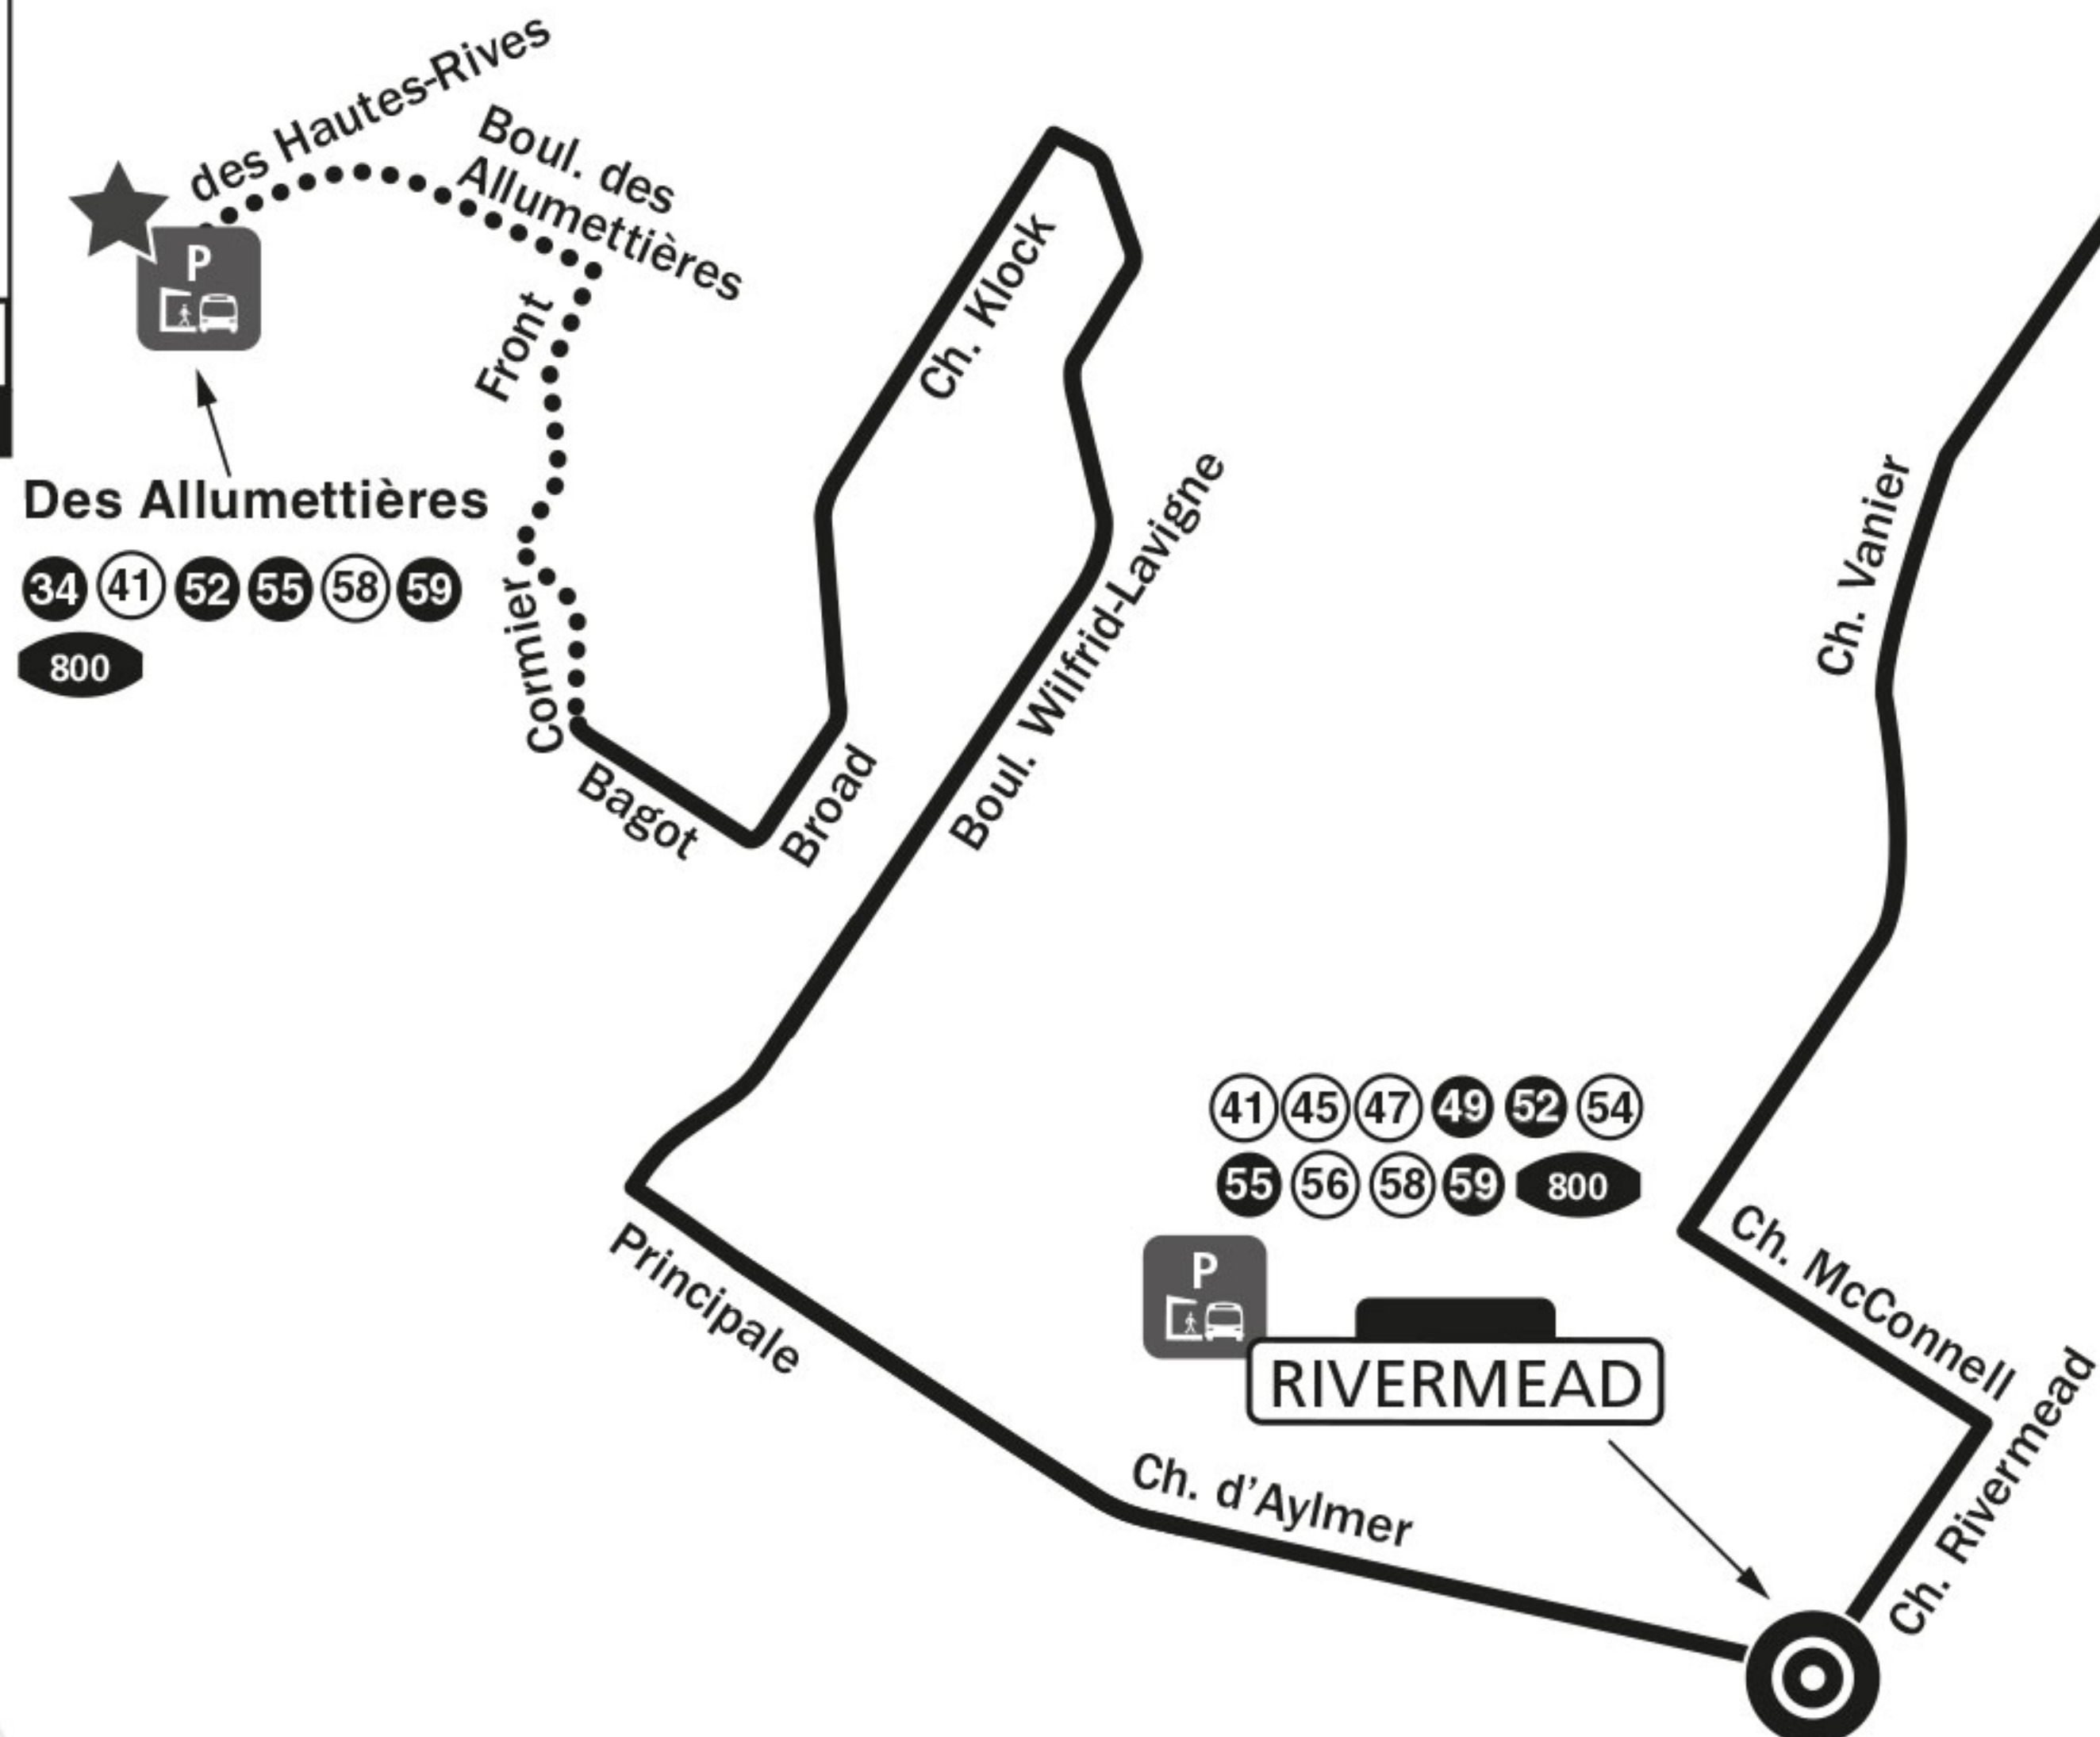 des Hautes-Rives
Boul. des
Allumettières
P
Front
Ch. Klock
Des Allumettières
34 41 52 55 58 59
800
Cormier
Bagot
Broad
Boul. Wilfrid-Lavigne
Ch. Vanier
Principale
41 45 47 49 52 54
55 56 58 59 800
P
RIVERMEAD
Ch. McConnell
Ch. d'Aylmer
Ch. Rivermead